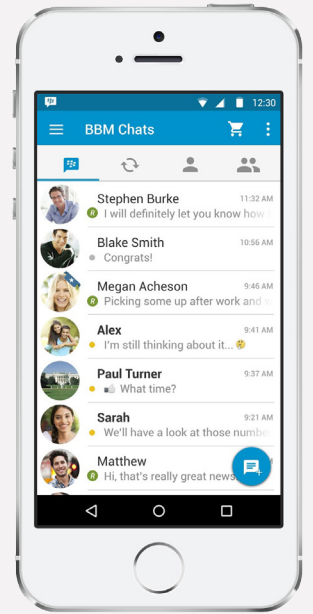 12:30
BBM Chats
Stephen Burke 11:32 AM
R I will definitely let you know how
Blake Smith 10:56 AM
Congrats!
Megan Acheson 9:46 AM
R Picking some up after work and
Alex 9:41 AM
I'm still thinking about it...
Paul Turner 9:37 AM
What time?
Sarah 9:21 AM
We'll have a look at those numbe
Matthew
R Hi, that's really great news